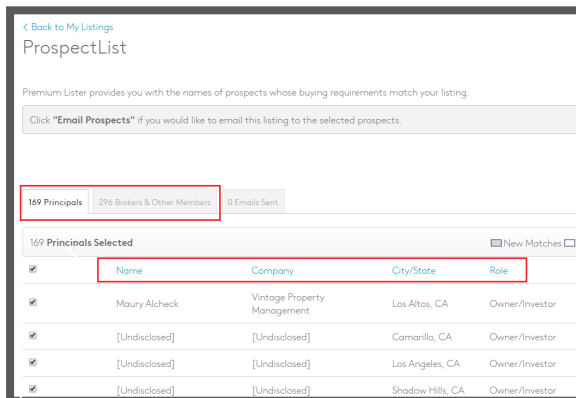 < Back to My Listings
ProspectList
Premium Lister provides you with the names of prospects whose buying requirements match your listing.
Click "Email Prospects" if you would like to email this listing to the selected prospects.
169 Principals 296 Brokers & Other Members 0 Emails Sent
169 Principals Selected New Matches
Name Company City/State Role
Maury Alcheck Vintage Property Management Los Altos, CA Owner/Investor
[Undisclosed] [Undisclosed] Camarillo, CA Owner/Investor
[Undisclosed] [Undisclosed] Los Angeles, CA Owner/Investor
[Undisclosed] [Undisclosed] Shadow Hills, CA Owner/Investor